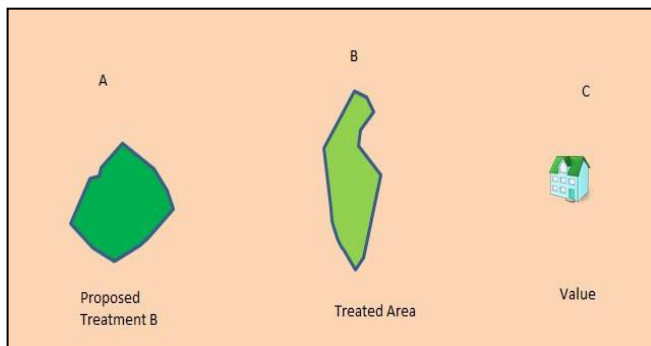 A
B
C
Proposed
Treatment B
Treated Area
Value